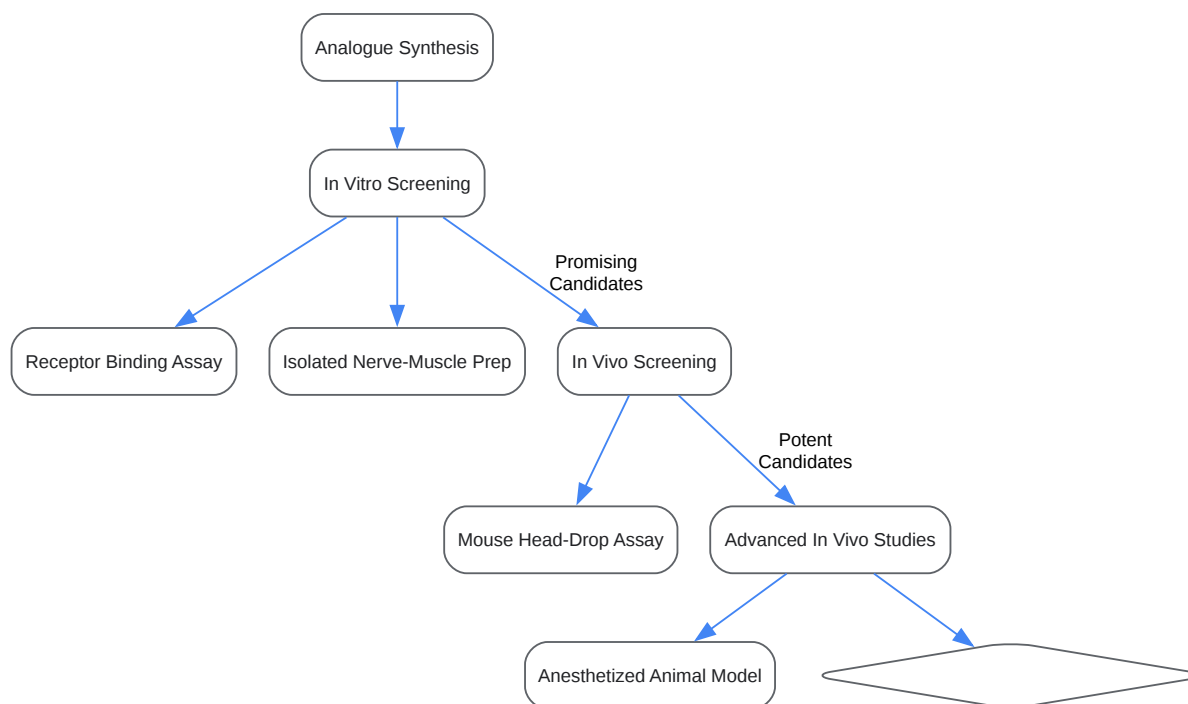 Analogue Synthesis
In Vitro Screening
Promising
Candidates
Receptor Binding Assay
Isolated Nerve-Muscle Prep
In Vivo Screening
Potent
Candidates
Mouse Head-Drop Assay
Advanced In Vivo Studies
Anesthetized Animal Model